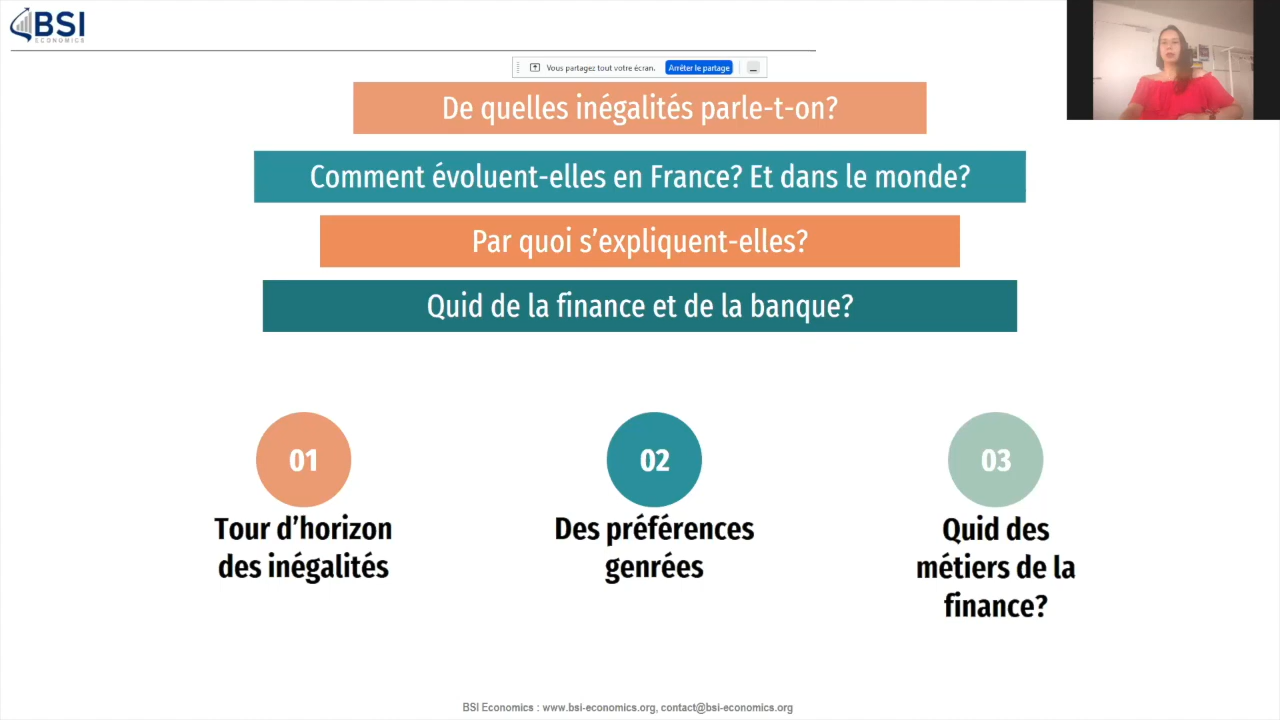 BSI
ECONOMICS
Vous partagez tout votre écran.
Arrêter le partage
De quelles inégalités parle-t-on?
Comment évoluent-elles en France? Et dans le monde?
Par quoi s’expliquent-elles?
Quid de la finance et de la banque?
01
Tour d’horizon
des inégalités
02
Des préférences
genrées
03
Quid des
métiers de la
finance?
BSI Economics : www.bsi-economics.org, contact@bsi-economics.org